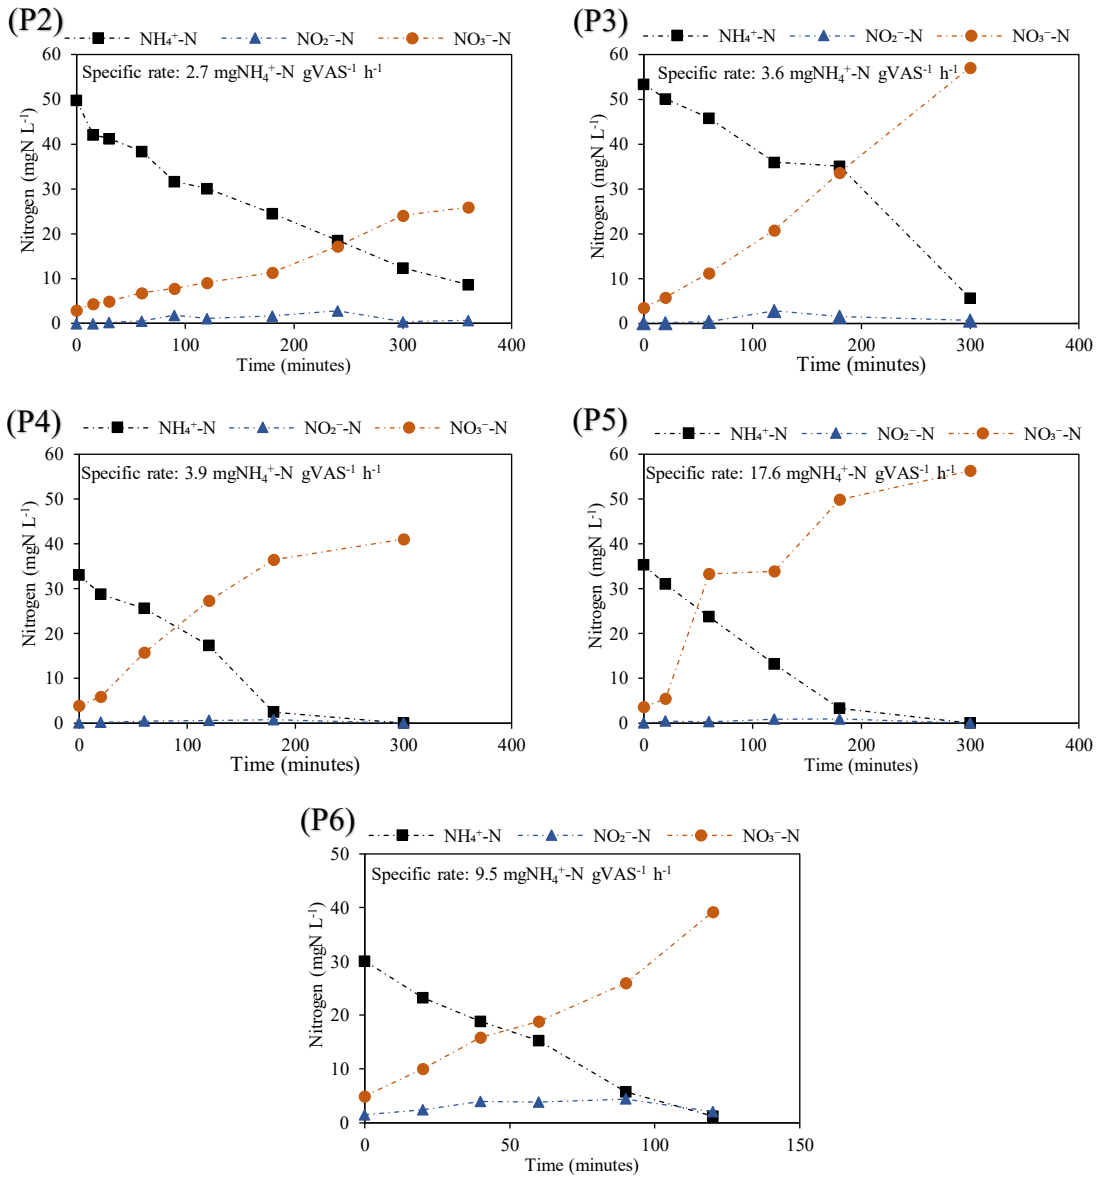 (P2)
NH₄⁺-N NO₂⁻-N NO₃⁻-N
Specific rate: 2.7 mgNH₄⁺-N gVAS⁻¹ h⁻¹
Nitrogen (mgN L⁻¹)
60
50
40
30
20
10
0
0 100 200 300 400
Time (minutes)
(P3)
NH₄⁺-N NO₂⁻-N NO₃⁻-N
Specific rate: 3.6 mgNH₄⁺-N gVAS⁻¹ h⁻¹
Nitrogen (mgN L⁻¹)
60
50
40
30
20
10
0
0 100 200 300 400
Time (minutes)
(P4)
NH₄⁺-N NO₂⁻-N NO₃⁻-N
Specific rate: 3.9 mgNH₄⁺-N gVAS⁻¹ h⁻¹
Nitrogen (mgN L⁻¹)
60
50
40
30
20
10
0
0 100 200 300 400
Time (minutes)
(P5)
NH₄⁺-N NO₂⁻-N NO₃⁻-N
Specific rate: 17.6 mgNH₄⁺-N gVAS⁻¹ h⁻¹
Nitrogen (mgN L⁻¹)
60
50
40
30
20
10
0
0 100 200 300 400
Time (minutes)
(P6)
NH₄⁺-N NO₂⁻-N NO₃⁻-N
Specific rate: 9.5 mgNH₄⁺-N gVAS⁻¹ h⁻¹
Nitrogen (mgN L⁻¹)
50
40
30
20
10
0
0 50 100 150
Time (minutes)